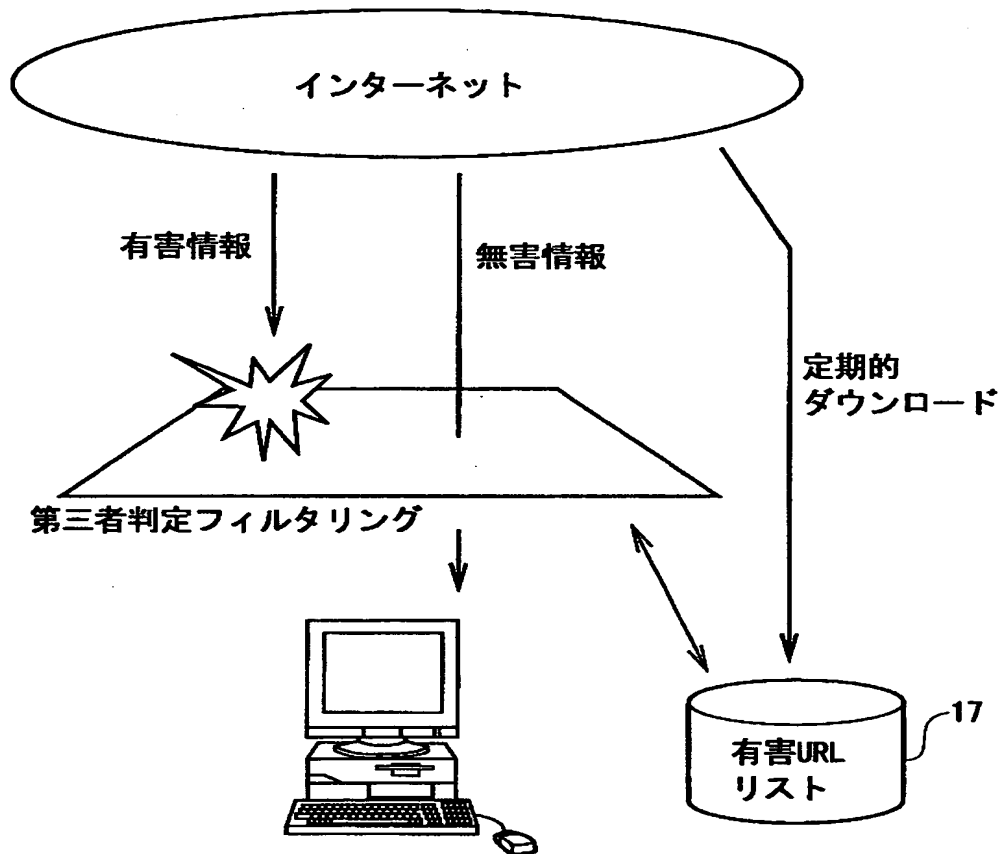 インターネット
有害情報
無害情報
定期的
ダウンロード
第三者判定フィルタリング
17
有害URL
リスト